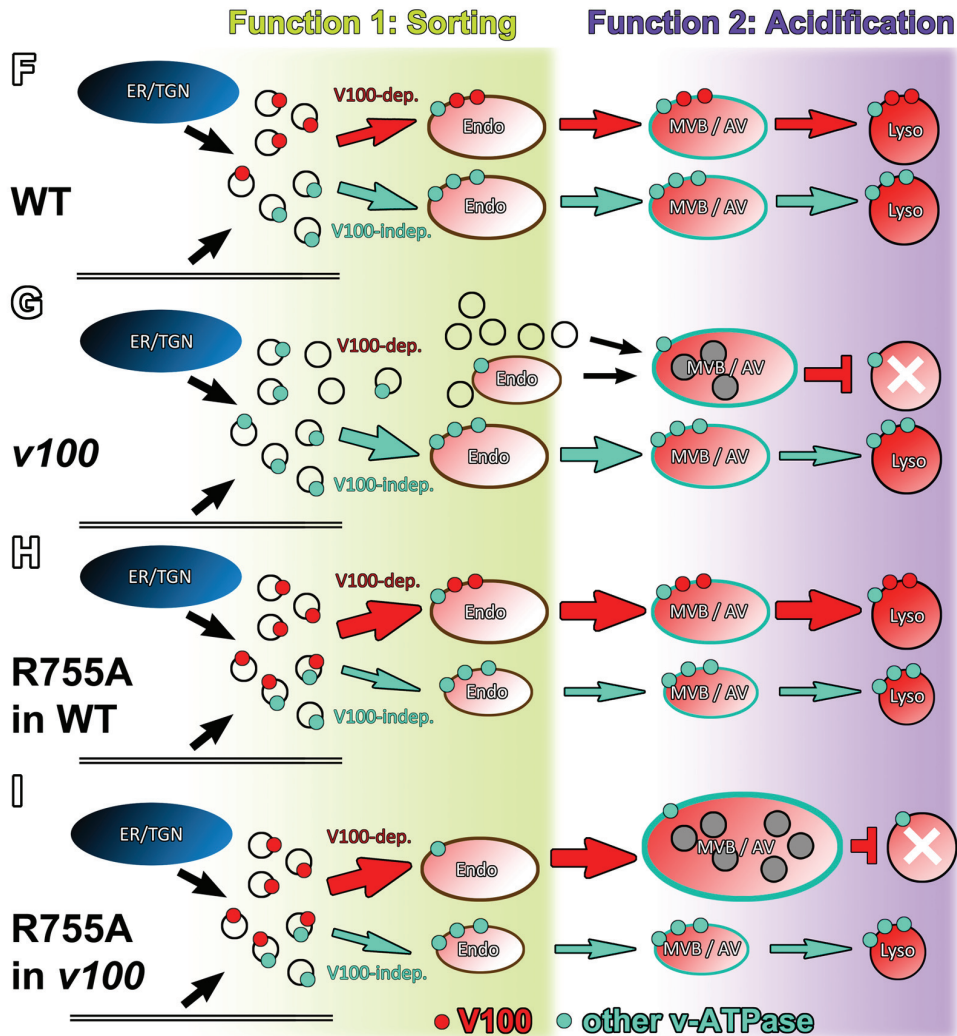 Function 1: Sorting
Function 2: Acidification
F
ER/TGN
V100-dep.
Endo
MVB / AV
Lyso
WT
Endo
MVB / AV
Lyso
V100-indep.
G
ER/TGN
V100-dep.
Endo
MVB / AV
v100
Endo
MVB / AV
Lyso
V100-indep.
H
ER/TGN
V100-dep.
Endo
MVB / AV
Lyso
R755A
in WT
Endo
MVB / AV
Lyso
V100-indep.
I
ER/TGN
V100-dep.
Endo
MVB / AV
R755A
in v100
Endo
MVB / AV
Lyso
V100-indep.
V100
other v-ATPase